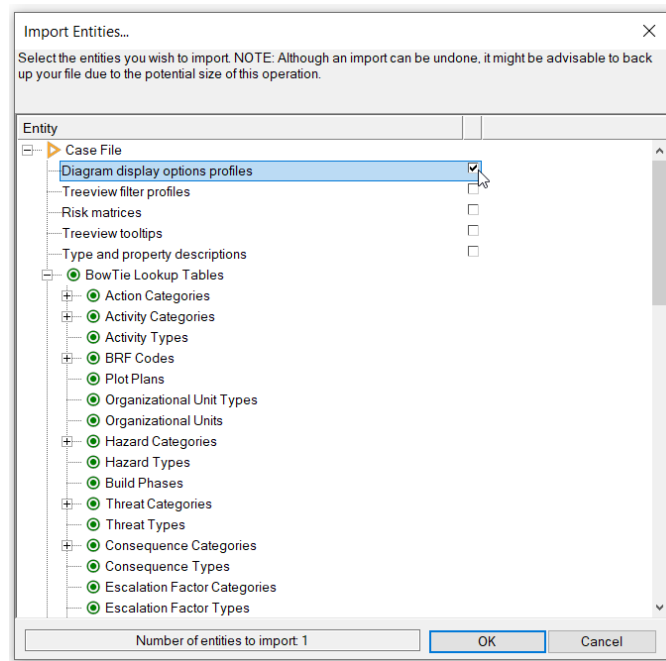 Import Entities...
Select the entities you wish to import. NOTE: Although an import can be undone, it might be advisable to back
up your file due to the potential size of this operation.
Entity
Case File
Diagram display options profiles
Treeview filter profiles
Risk matrices
Treeview tooltips
Type and property descriptions
BowTie Lookup Tables
Action Categories
Activity Categories
Activity Types
BRF Codes
Plot Plans
Organizational Unit Types
Organizational Units
Hazard Categories
Hazard Types
Build Phases
Threat Categories
Threat Types
Consequence Categories
Consequence Types
Escalation Factor Categories
Escalation Factor Types
Number of entities to import: 1 OK Cancel